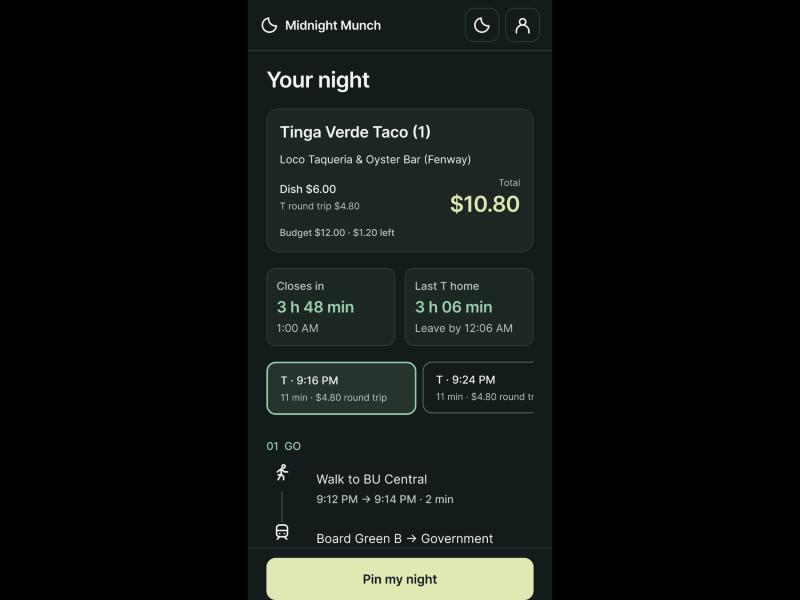 Midnight Munch
Your night
Tinga Verde Taco (1)
Loco Taqueria & Oyster Bar (Fenway)
Dish $6.00
T round trip $4.80
Total
$10.80
Budget $12.00 · $1.20 left
Closes in
3 h 48 min
1:00 AM
Last T home
3 h 06 min
Leave by 12:06 AM
T · 9:16 PM
11 min · $4.80 round trip
T · 9:24 PM
11 min · $4.80 round tr
01 GO
Walk to BU Central
9:12 PM → 9:14 PM · 2 min
Board Green B → Government
Pin my night